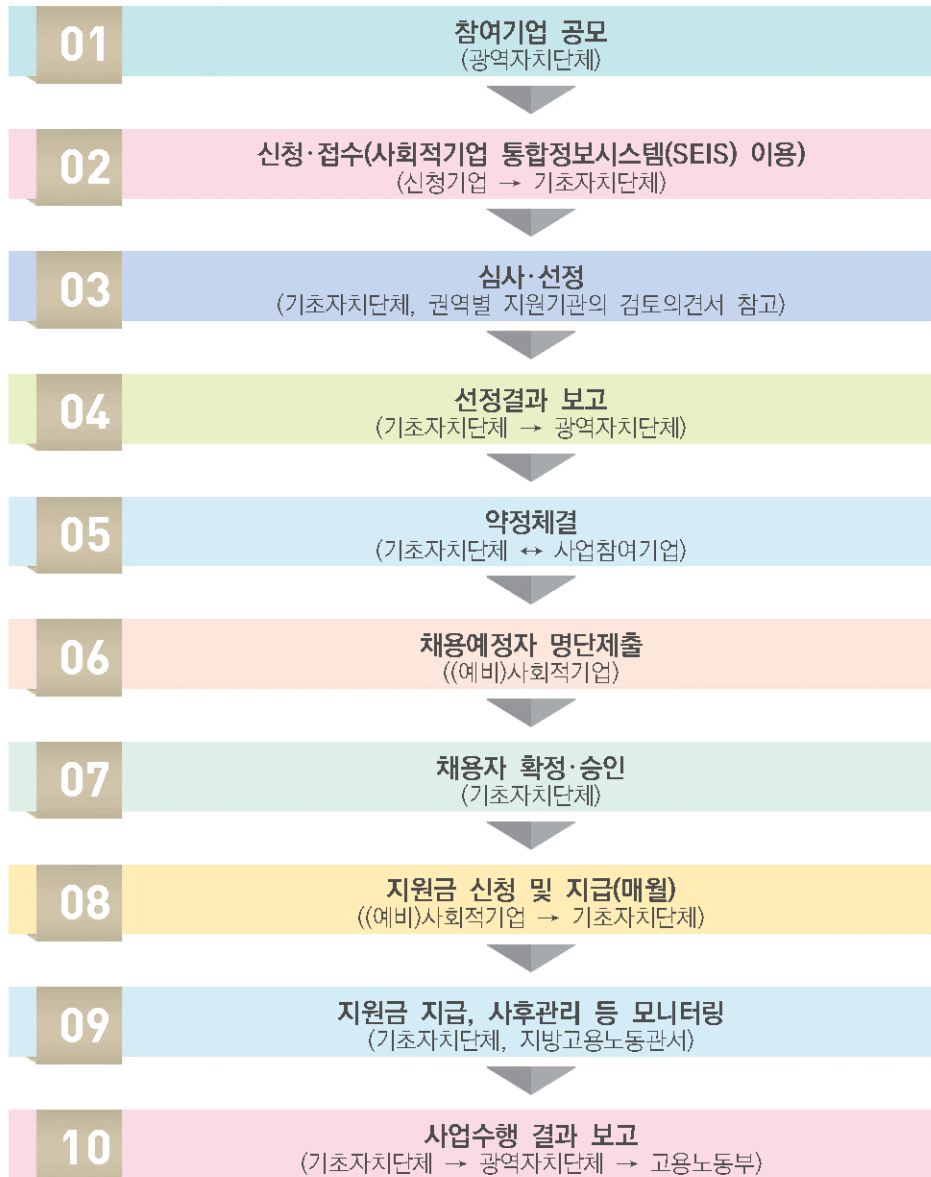 01
참여기업 공모
(광역자치단체)
02
신청·접수(사회적기업 통합정보시스템(SEIS) 이용)
(신청기업 → 기초자치단체)
03
심사·선정
(기초자치단체, 권역별 지원기관의 검토의견서 참고)
04
선정결과 보고
(기초자치단체 → 광역자치단체)
05
약정체결
(기초자치단체 ↔ 사업참여기업)
06
채용예정자 명단제출
((예비)사회적기업)
07
채용자 확정·승인
(기초자치단체)
08
지원금 신청 및 지급(매월)
((예비)사회적기업 → 기초자치단체)
09
지원금 지급, 사후관리 등 모니터링
(기초자치단체, 지방고용노동관서)
10
사업수행 결과 보고
(기초자치단체 → 광역자치단체 → 고용노동부)